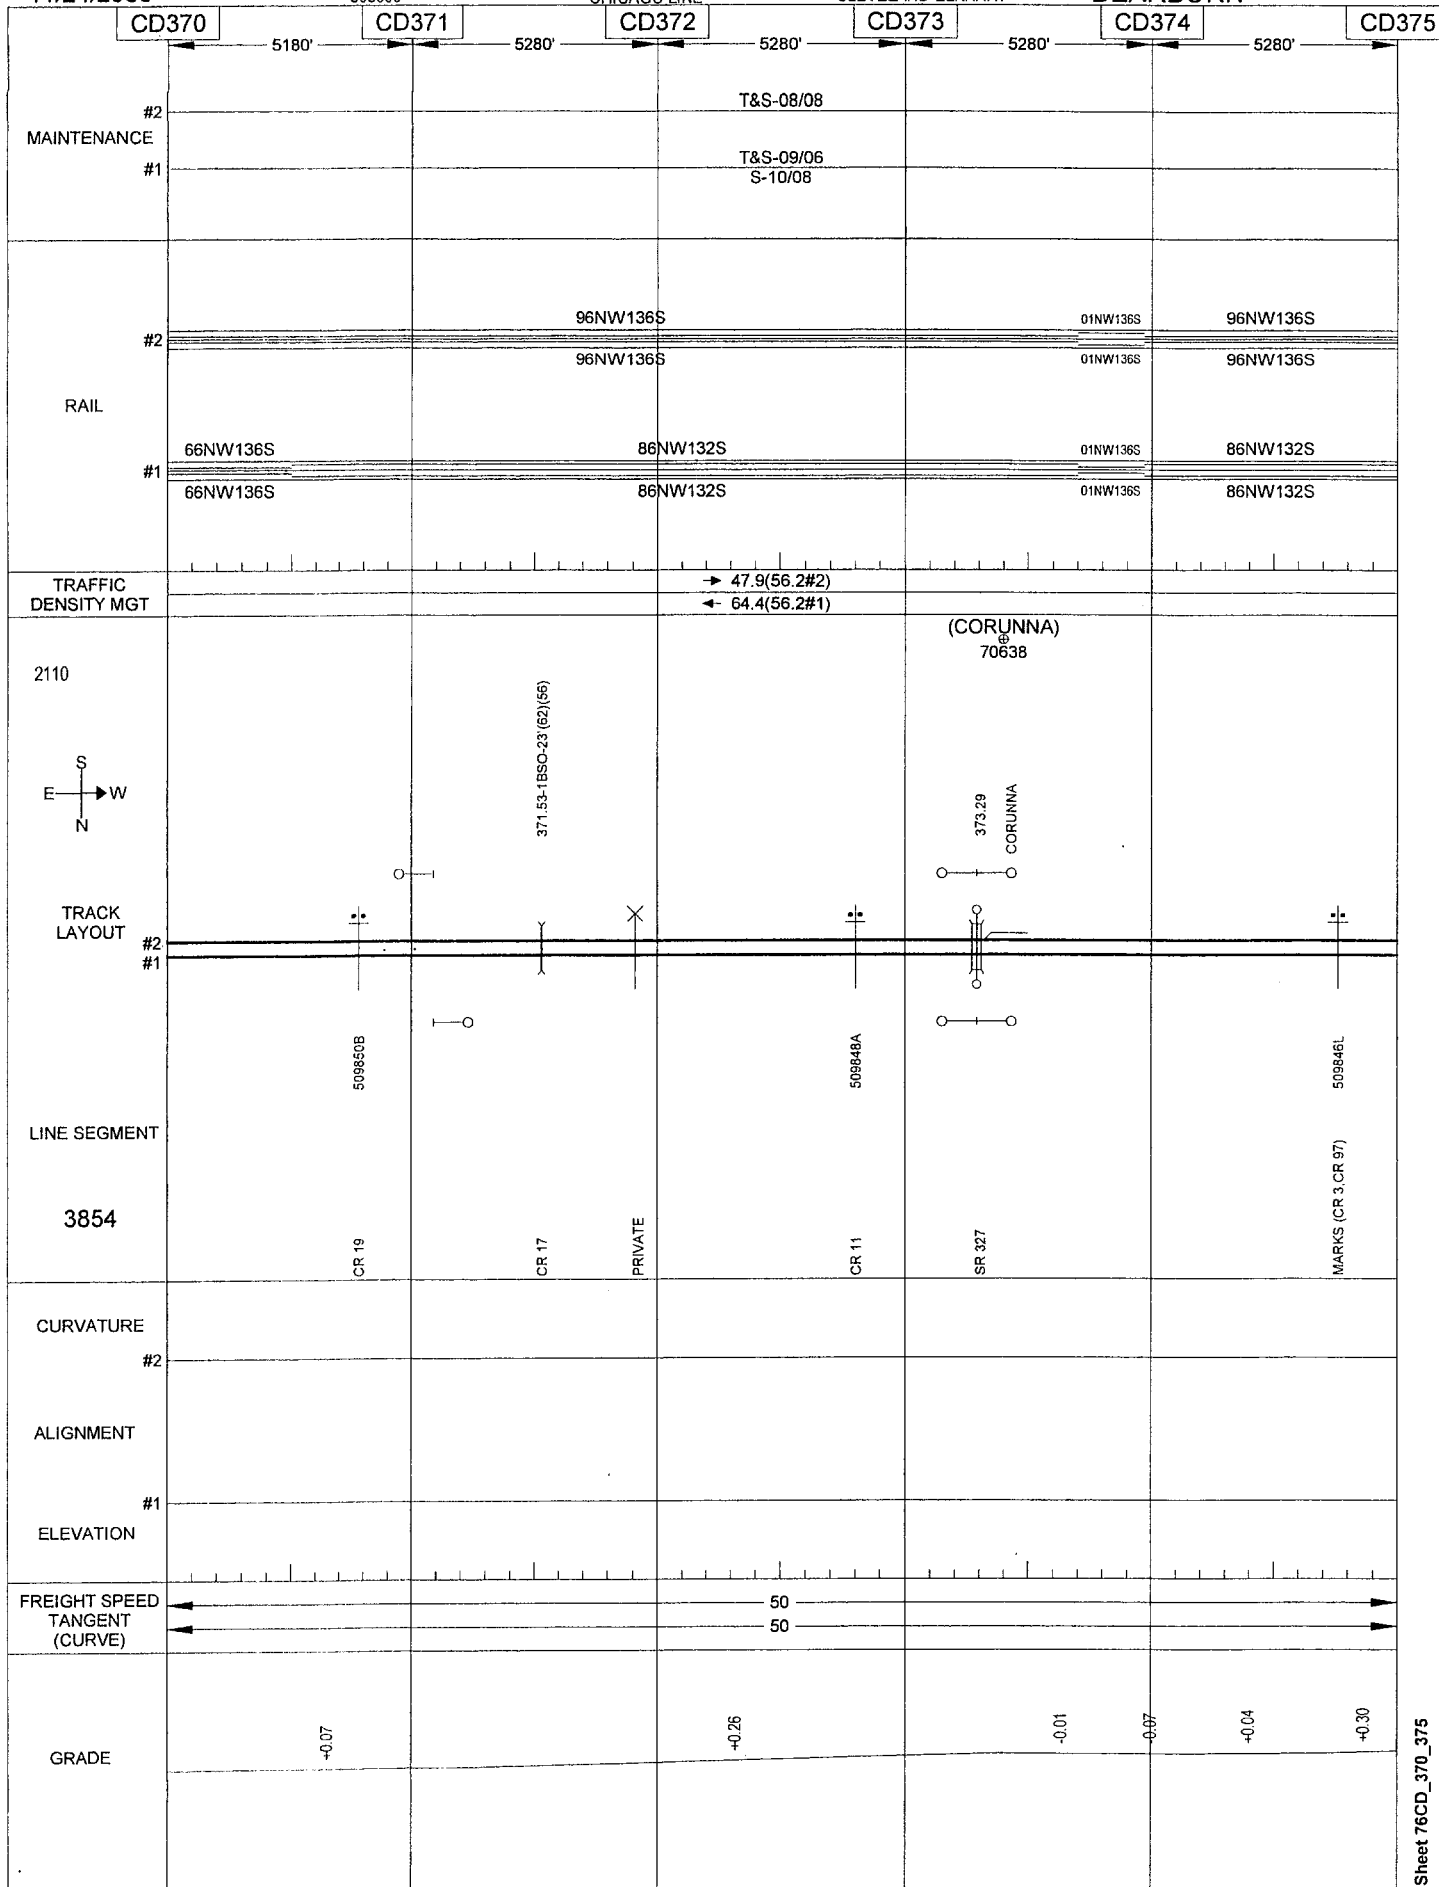 CD370 CD371 CD372 CD373 CD374 CD375
5180' 5280' 5280' 5280' 5280'
#2 T&S-08/08
MAINTENANCE
#1 T&S-09/06
S-10/08
96NW136S 01NW136S 96NW136S
#2
96NW136S 01NW136S 96NW136S
RAIL
66NW136S 86NW132S 01NW136S 86NW132S
#1
66NW136S 86NW132S 01NW136S 86NW132S
TRAFFIC DENSITY MGT
47.9(56.2#2)
64.4(56.2#1)
(CORUNNA)
70638
2110
S
E W
N
371.53-1BSO-23'(62)(56)
373.29
CORUNNA
TRACK LAYOUT
#2
#1
509850B
509848A
509846L
LINE SEGMENT
3854
CR 19
CR 17
PRIVATE
CR 11
SR 327
MARKS (CR 3,CR 97)
CURVATURE
#2
ALIGNMENT
#1
ELEVATION
FREIGHT SPEED
TANGENT
(CURVE)
50
50
GRADE
+0.07
+0.26
-0.01
-0.07
+0.04
+0.30
Sheet 76CD_370_375